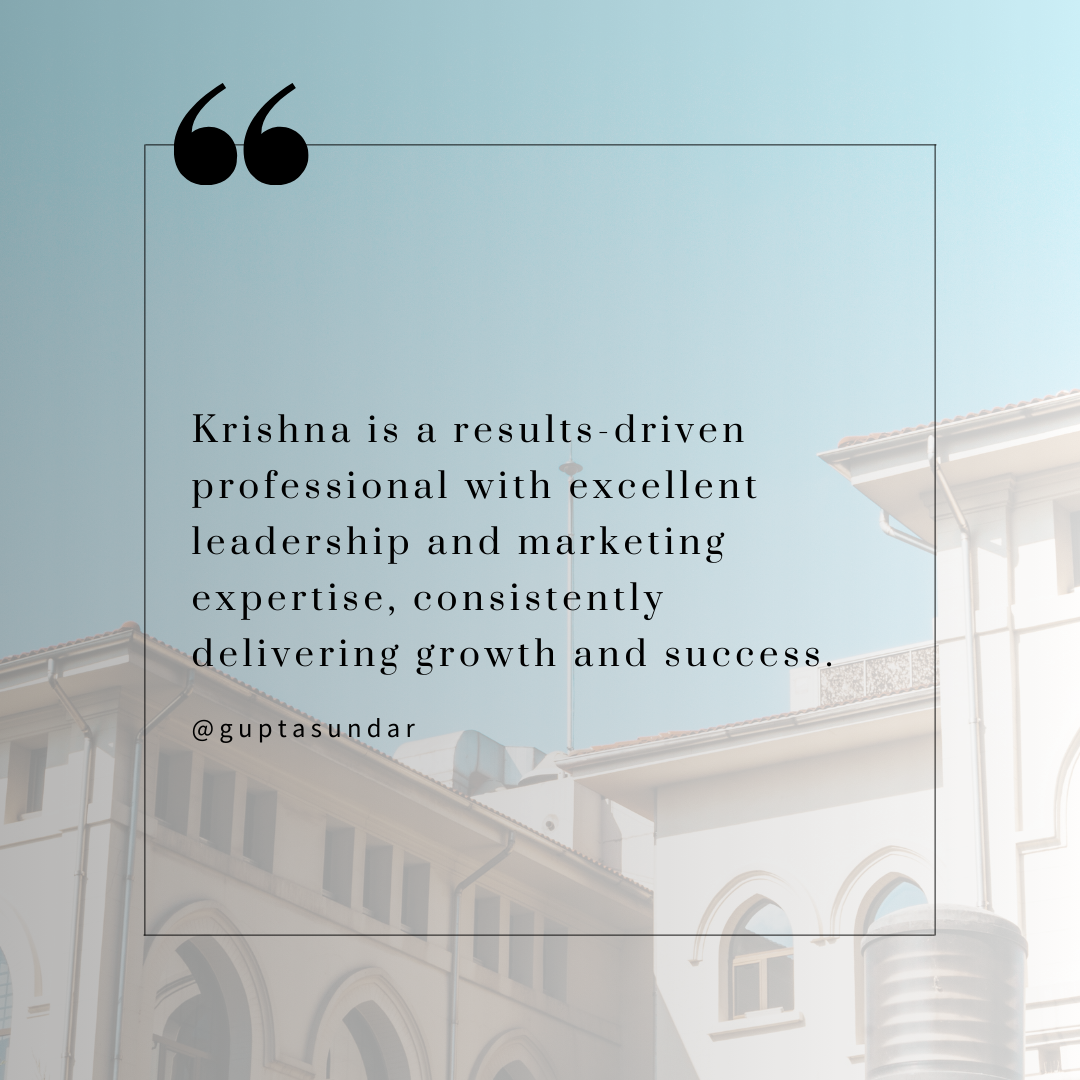 “
Krishna is a results-driven
professional with excellent
leadership and marketing
expertise, consistently
delivering growth and success.
@guptasundar